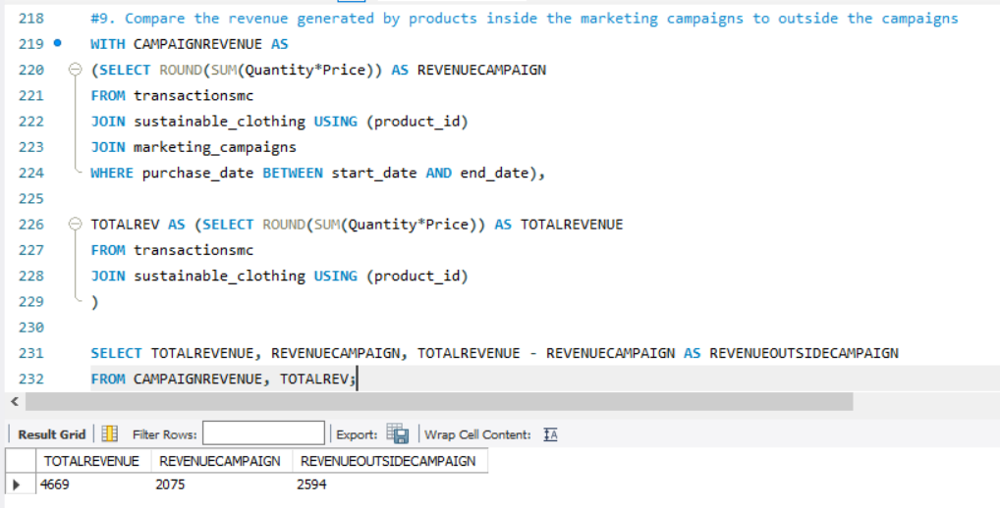 218 #9. Compare the revenue generated by products inside the marketing campaigns to outside the campaigns
219 WITH CAMPAIGNREVENUE AS
220 (SELECT ROUND(SUM(Quantity*Price)) AS REVENUECAMPAIGN
221 FROM transactionsmc
222 JOIN sustainable_clothing USING (product_id)
223 JOIN marketing_campaigns
224 WHERE purchase_date BETWEEN start_date AND end_date),
225
226 TOTALREV AS (SELECT ROUND(SUM(Quantity*Price)) AS TOTALREVENUE
227 FROM transactionsmc
228 JOIN sustainable_clothing USING (product_id)
229 )
230
231 SELECT TOTALREVENUE, REVENUECAMPAIGN, TOTALREVENUE - REVENUECAMPAIGN AS REVENUEOUTSIDECAMPAIGN
232 FROM CAMPAIGNREVENUE, TOTALREV;
Result Grid Filter Rows: Export: Wrap Cell Content: IA
TOTALREVENUE REVENUECAMPAIGN REVENUEOUTSIDECAMPAIGN
4669 2075 2594